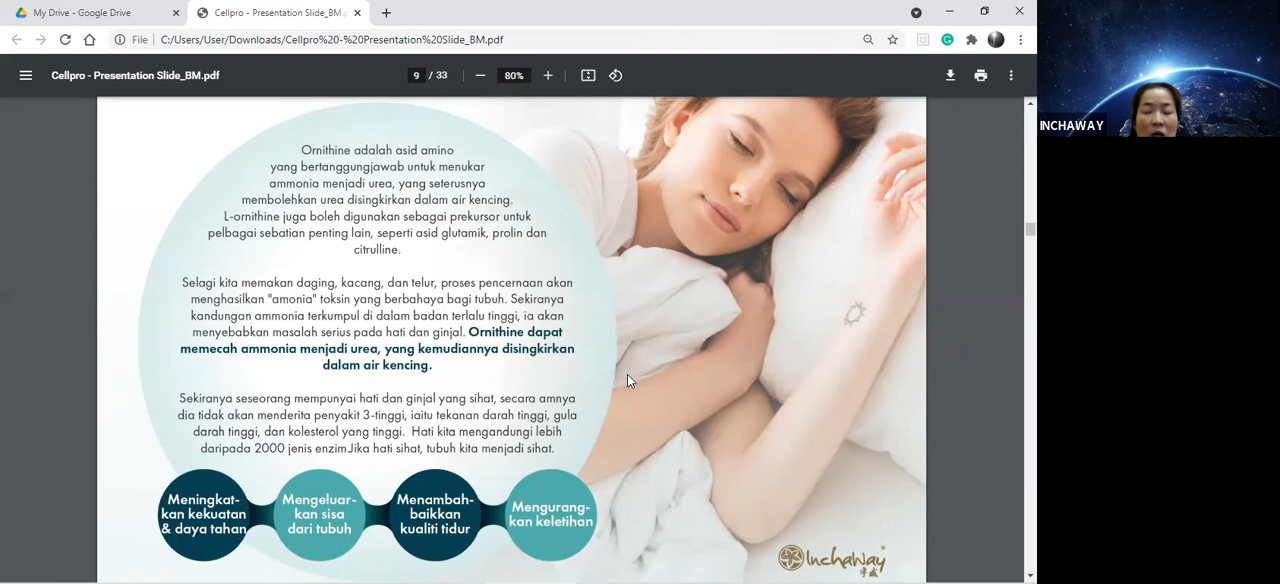 My Drive - Google Drive
Cellpro - Presentation Slide_BM.p
File
C:/Users/User/Downloads/Cellpro%20-%20Presentation%20Slide_BM.pdf
Cellpro - Presentation Slide_BM.pdf
9 / 33
80%
INCHAWAY
Ornithine adalah asid amino
yang bertanggungjawab untuk menukar
ammonia menjadi urea, yang seterusnya
membolehkan urea disingkirkan dalam air kencing.
L-ornithine juga boleh digunakan sebagai prekursor untuk
pelbagai sebatian penting lain, seperti asid glutamik, prolin dan
citrulline.
Selagi kita memakan daging, kacang, dan telur, proses pencernaan akan
menghasilkan "amonia" toksin yang berbahaya bagi tubuh. Sekiranya
kandungan ammonia terkumpul di dalam badan terlalu tinggi, ia akan
menyebabkan masalah serius pada hati dan ginjal. Ornithine dapat
memecah ammonia menjadi urea, yang kemudiannya disingkirkan
dalam air kencing.
Sekiranya seseorang mempunyai hati dan ginjal yang sihat, secara amnya
dia tidak akan menderita penyakit 3-tinggi, iaitu tekanan darah tinggi, gula
darah tinggi, dan kolesterol yang tinggi. Hati kita mengandungi lebih
daripada 2000 jenis enzim.Jika hati sihat, tubuh kita menjadi sihat.
Meningkat-
kan kekuatan
& daya tahan
Mengeluar-
kan sisa
dari tubuh
Menambah-
baikkan
kualiti tidur
Mengurang-
kan keletihan
InchaWay